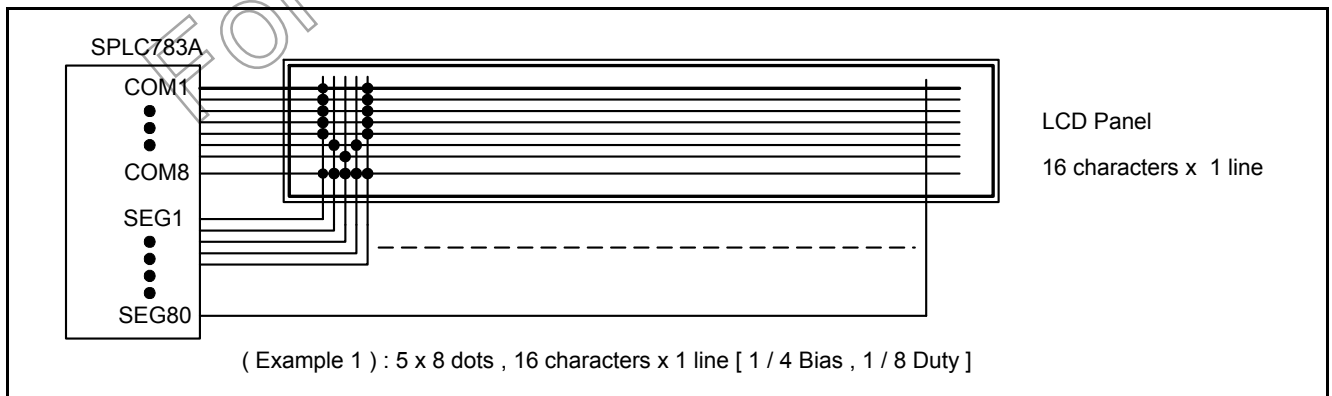 FO
SPLC783A
COM1
COM8
SEG1
SEG80
LCD Panel
16 characters x 1 line
( Example 1 ) : 5 x 8 dots , 16 characters x 1 line [ 1 / 4 Bias , 1 / 8 Duty ]